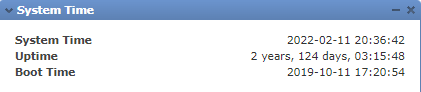 System Time
System Time 2022-02-11 20:36:42
Uptime 2 years, 124 days, 03:15:48
Boot Time 2019-10-11 17:20:54